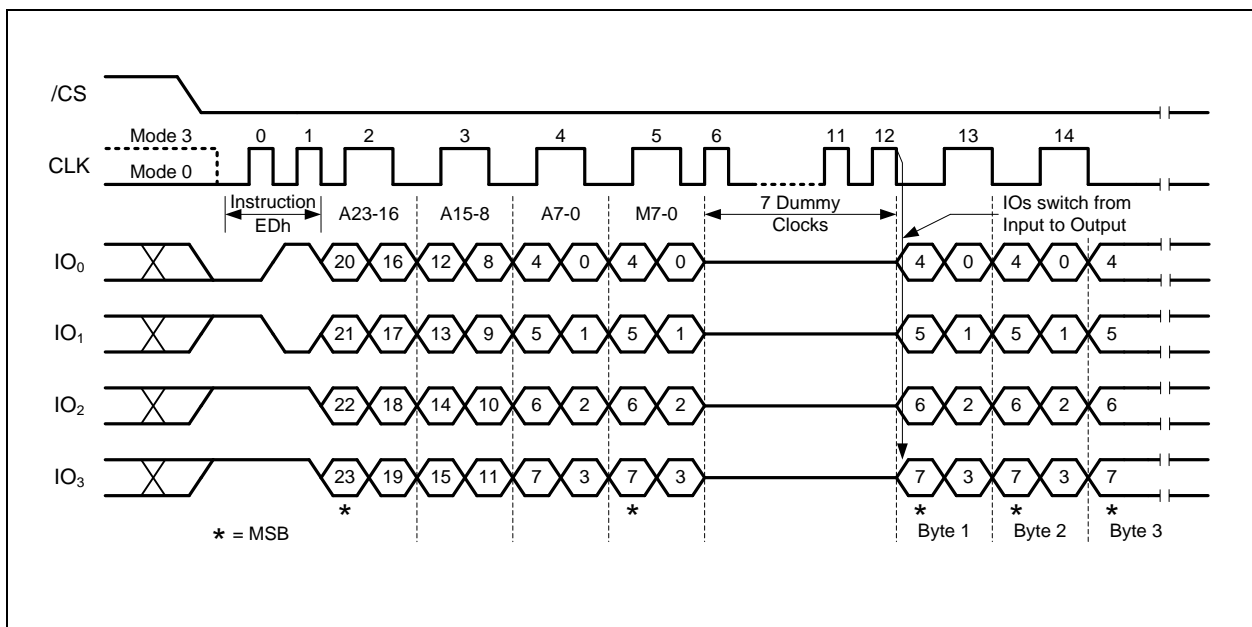 /CS
Mode 3 0 1 2 3 4 5 6 11 12 13 14
CLK
Mode 0
Instruction A23-16 A15-8 A7-0 M7-0 7 Dummy IOs switch from
EDh Clocks Input to Output
IO0 20 16 12 8 4 0 4 0 4 0 4 0 4
IO1 21 17 13 9 5 1 5 1 5 1 5 1 5
IO2 22 18 14 10 6 2 6 2 6 2 6 2 6
IO3 23 19 15 11 7 3 7 3 7 3 7 3 7
* * * * *
* = MSB Byte 1 Byte 2 Byte 3